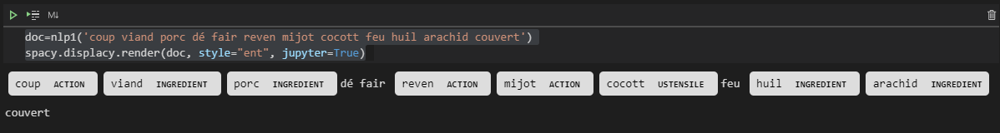 M↓
doc=nlp1('coup viand porc dé fair reven mijot cocott feu huil arachid couvert')
spacy.displacy.render(doc, style="ent", jupyter=True)
coup ACTION viand INGREDIENT porc INGREDIENT dé fair reven ACTION mijot ACTION cocott USTENSILE feu huil INGREDIENT arachid INGREDIENT
couvert